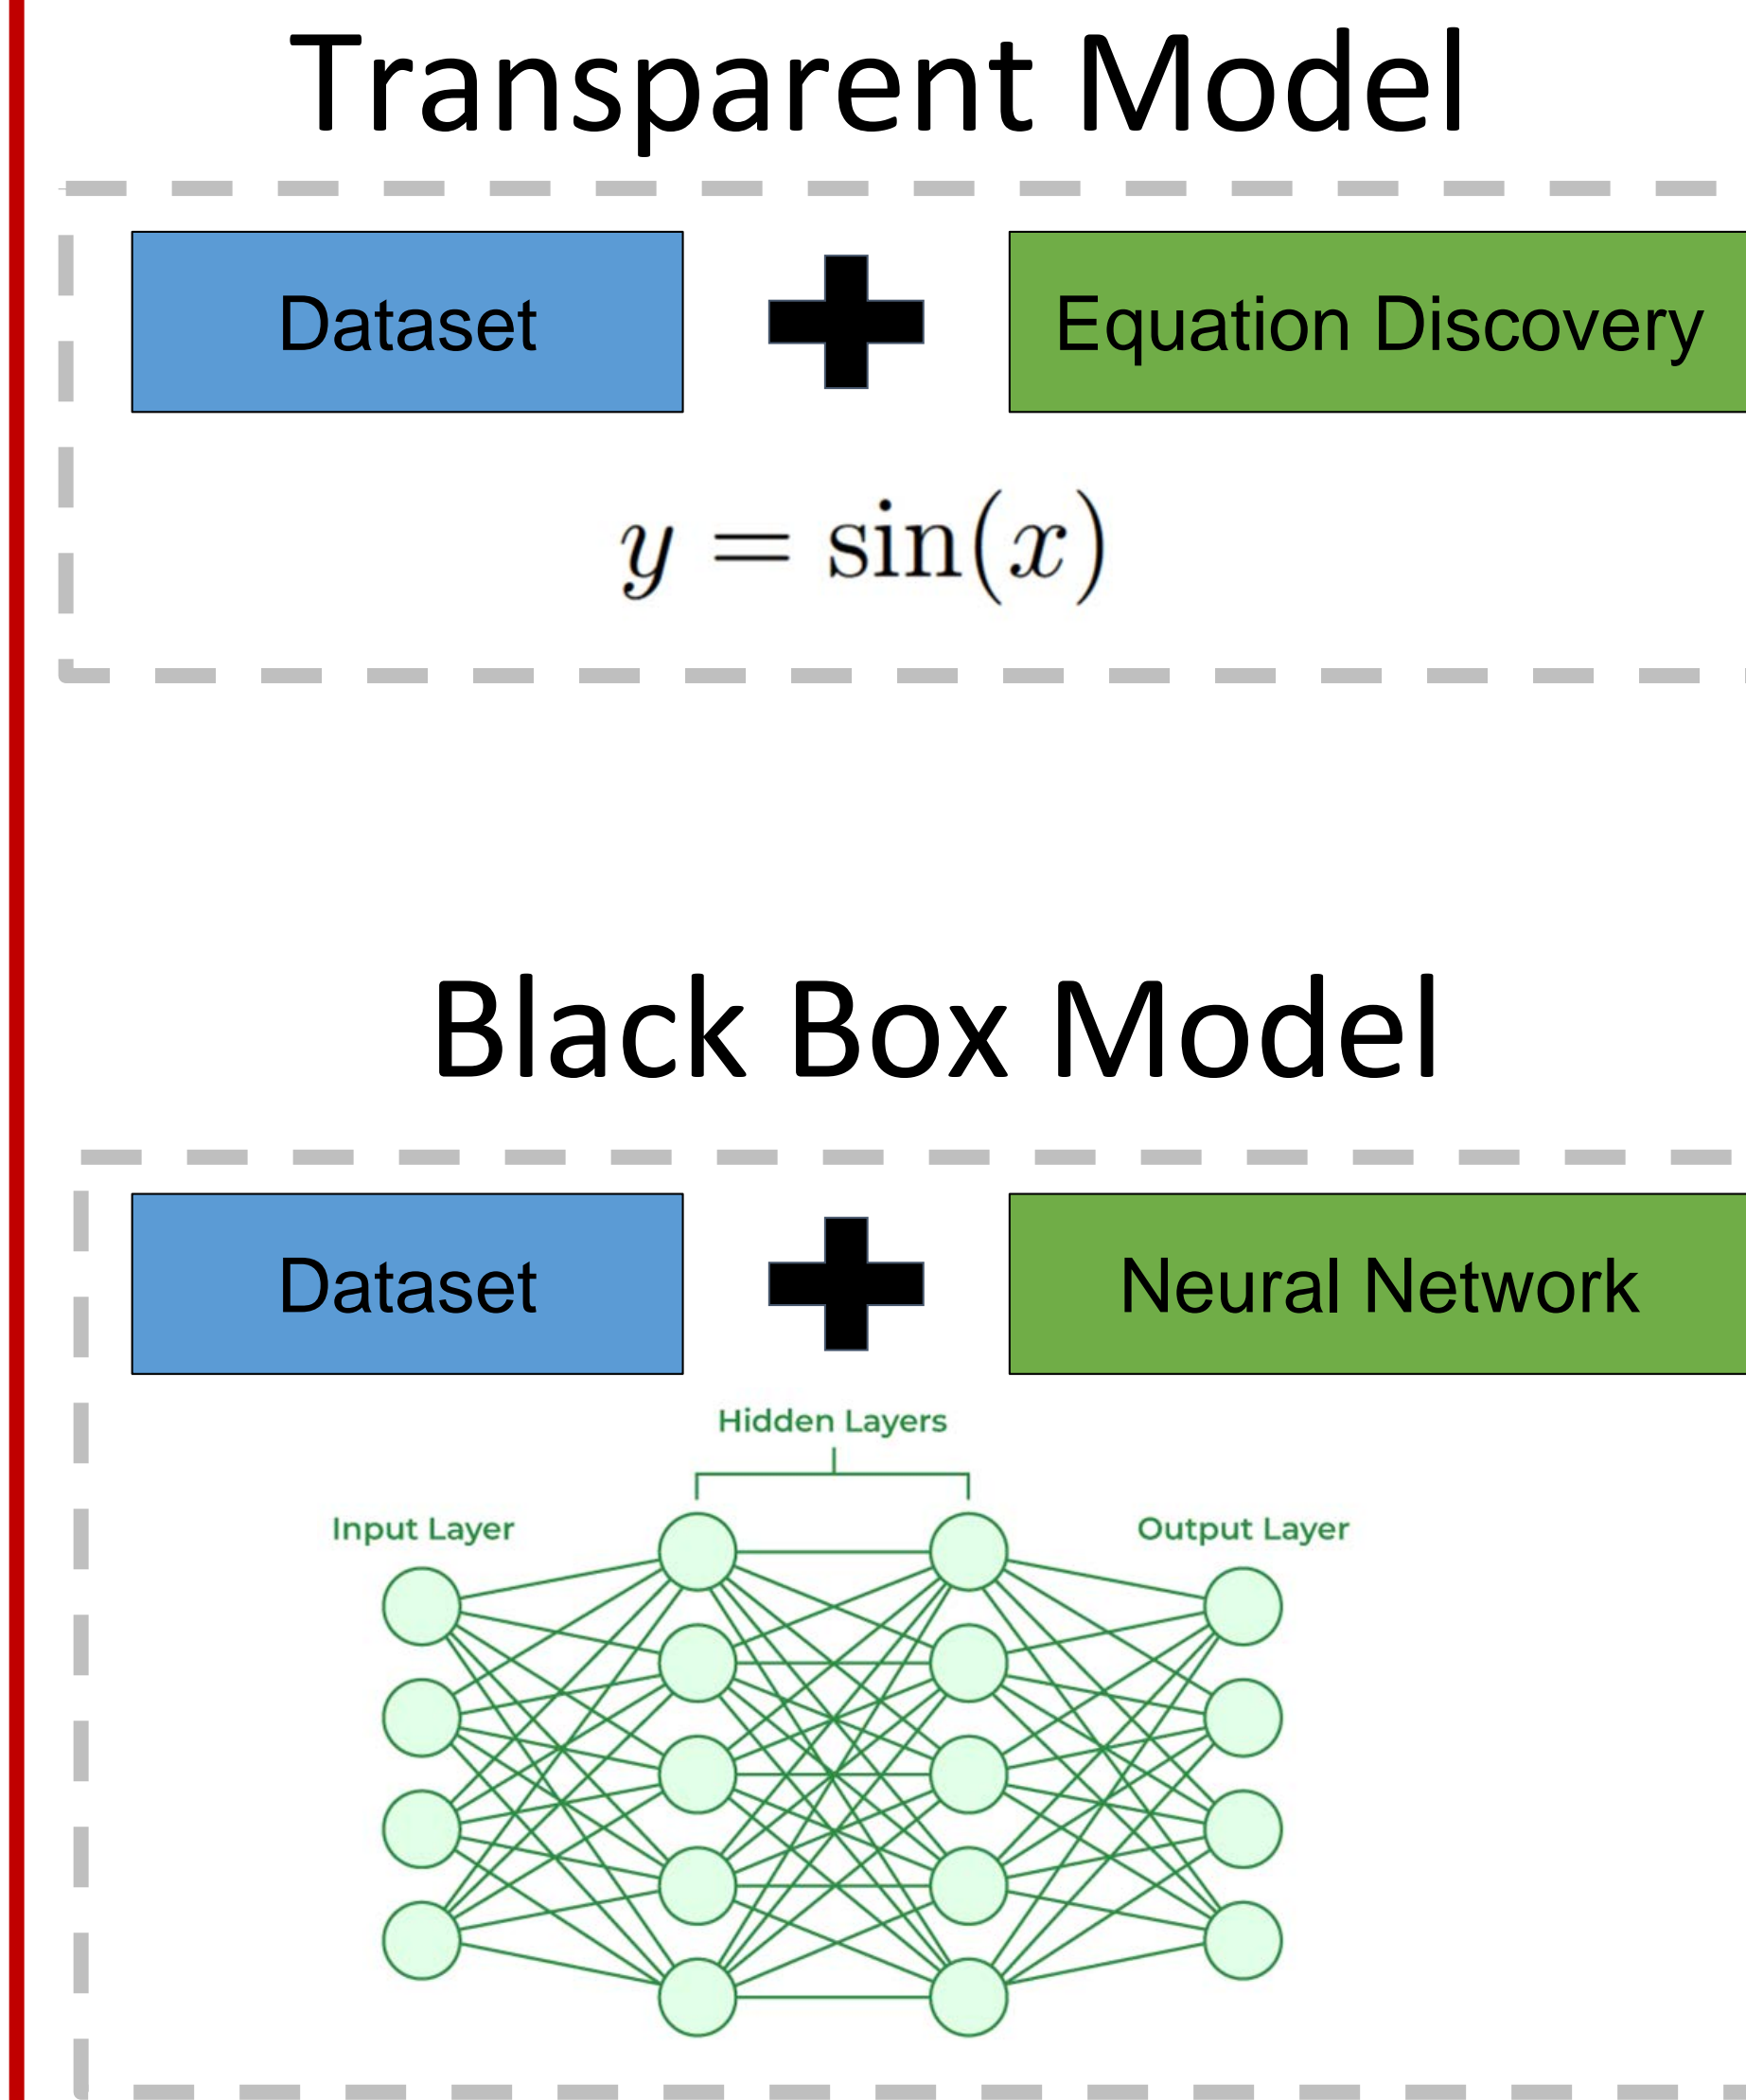 Transparent Model
Dataset
Equation Discovery
y = sin(x)
Black Box Model
Dataset
Neural Network
Hidden Layers
Input Layer
Output Layer